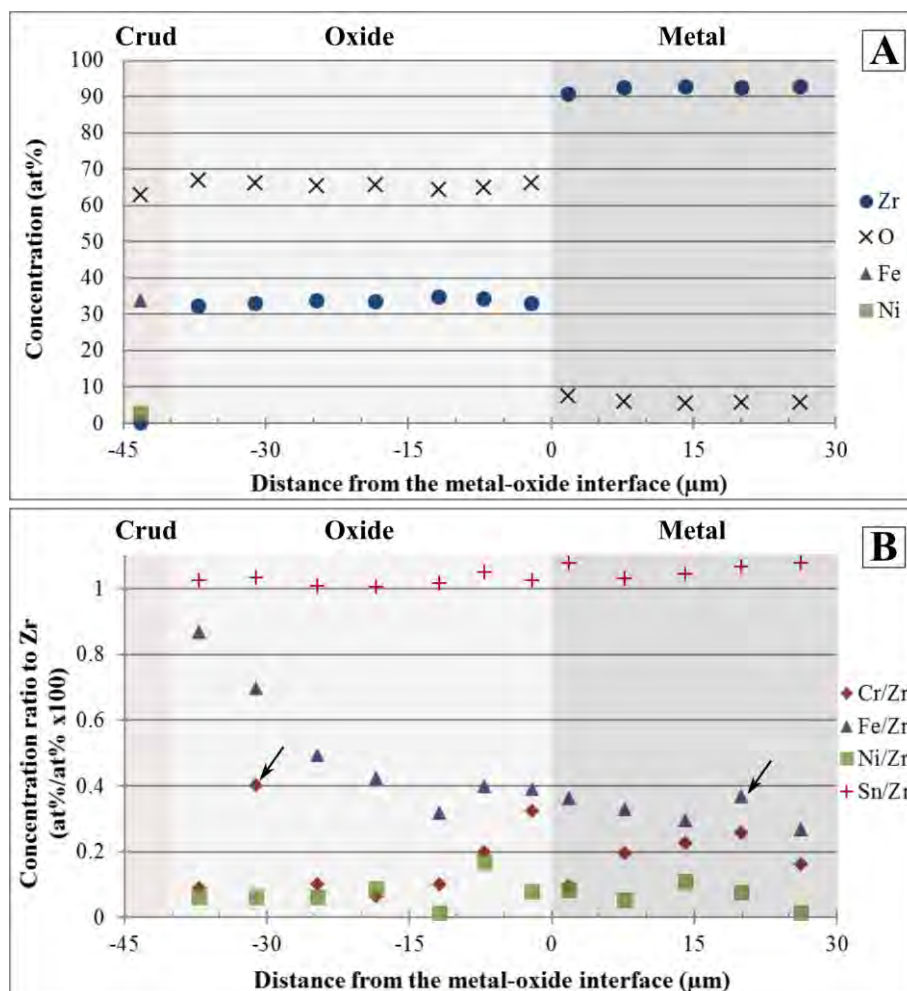 Crud Oxide Metal
A
100
90
80
70
60
50
40
30
20
10
0
Concentration (at%)
-45 -30 -15 0 15 30
Distance from the metal-oxide interface (µm)
Zr
O
Fe
Ni
Crud Oxide Metal
B
1
0.8
0.6
0.4
0.2
0
Concentration ratio to Zr
(at%/at% x100)
-45 -30 -15 0 15 30
Distance from the metal-oxide interface (µm)
Cr/Zr
Fe/Zr
Ni/Zr
Sn/Zr